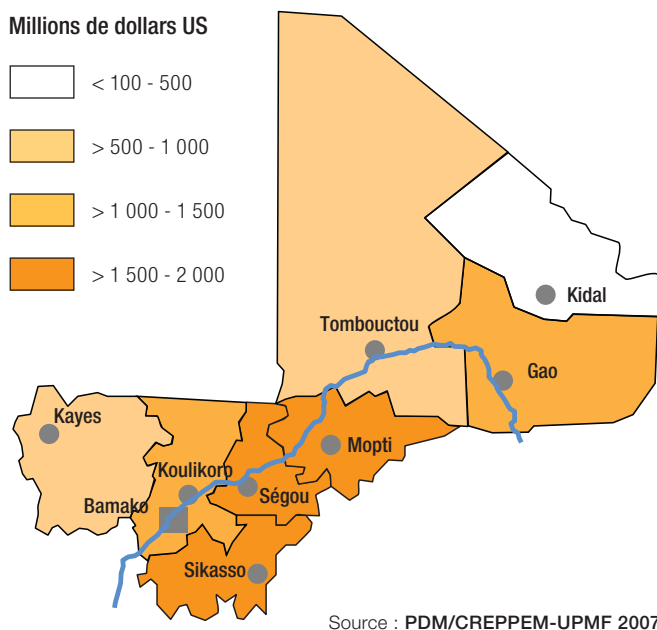 Millions de dollars US
< 100 - 500
> 500 - 1 000
> 1 000 - 1 500
> 1 500 - 2 000
Kidal
Tombouctou
Gao
Kayes
Mopti
Koulikoro
Ségou
Bamako
Sikasso
Source : PDM/CREPPEM-UPMF 2007